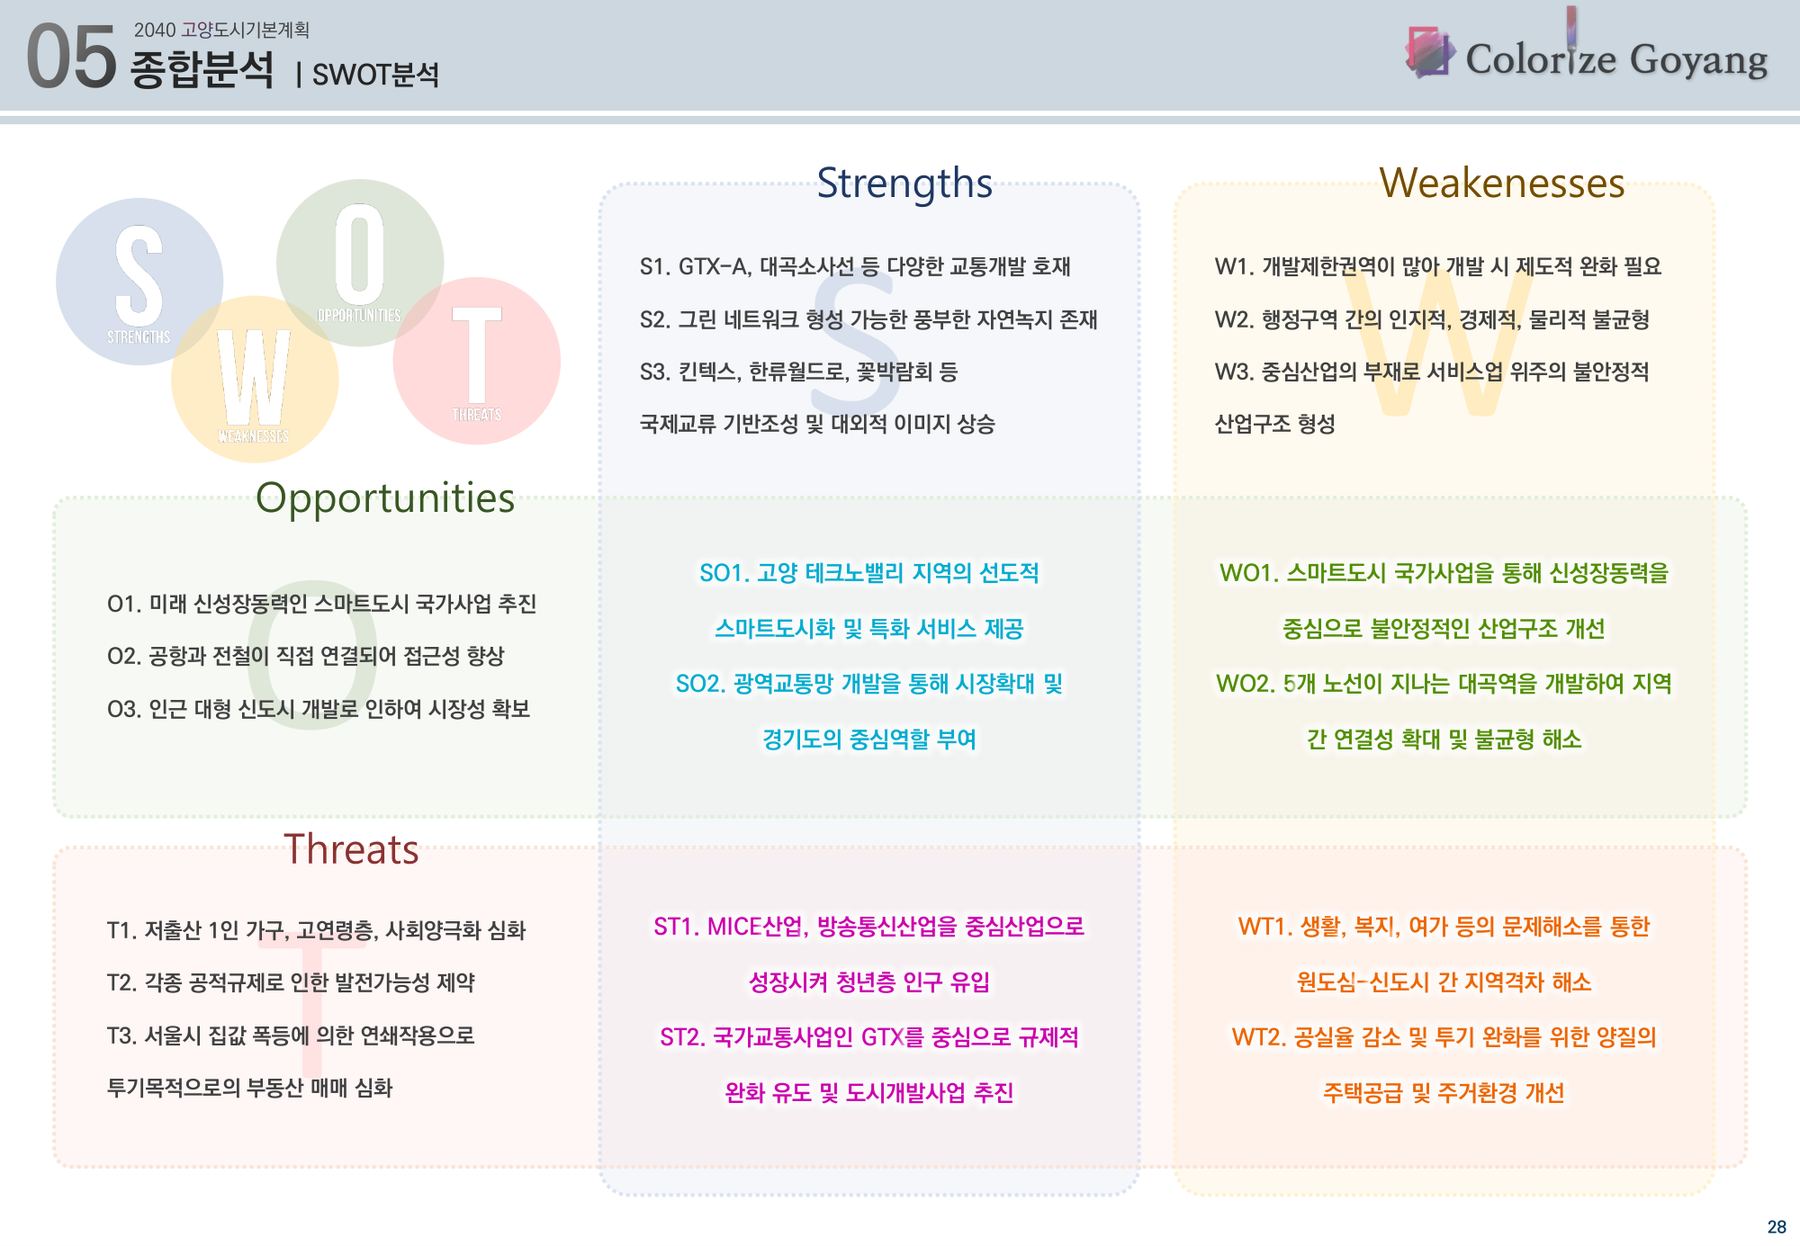 05
2040 고양도시기본계획
종합분석 | SWOT분석
Colorize Goyang
S
STRENGTHS
W
WEAKNESSES
O
OPPORTUNITIES
T
THREATS
Strengths
S
S1. GTX-A, 대곡소사선 등 다양한 교통개발 호재
S2. 그린 네트워크 형성 가능한 풍부한 자연녹지 존재
S3. 킨텍스, 한류월드로, 꽃박람회 등
국제교류 기반조성 및 대외적 이미지 상승
Weakenesses
W
W1. 개발제한권역이 많아 개발 시 제도적 완화 필요
W2. 행정구역 간의 인지적, 경제적, 물리적 불균형
W3. 중심산업의 부재로 서비스업 위주의 불안정적
산업구조 형성
Opportunities
O
O1. 미래 신성장동력인 스마트도시 국가사업 추진
O2. 공항과 전철이 직접 연결되어 접근성 향상
O3. 인근 대형 신도시 개발로 인하여 시장성 확보
SO1. 고양 테크노밸리 지역의 선도적
스마트도시화 및 특화 서비스 제공
SO2. 광역교통망 개발을 통해 시장확대 및
경기도의 중심역할 부여
WO1. 스마트도시 국가사업을 통해 신성장동력을
중심으로 불안정적인 산업구조 개선
WO2. 5개 노선이 지나는 대곡역을 개발하여 지역
간 연결성 확대 및 불균형 해소
Threats
T
T1. 저출산 1인 가구, 고연령층, 사회양극화 심화
T2. 각종 공적규제로 인한 발전가능성 제약
T3. 서울시 집값 폭등에 의한 연쇄작용으로
투기목적으로의 부동산 매매 심화
ST1. MICE산업, 방송통신산업을 중심산업으로
성장시켜 청년층 인구 유입
ST2. 국가교통사업인 GTX를 중심으로 규제적
완화 유도 및 도시개발사업 추진
WT1. 생활, 복지, 여가 등의 문제해소를 통한
원도심-신도시 간 지역격차 해소
WT2. 공실율 감소 및 투기 완화를 위한 양질의
주택공급 및 주거환경 개선
28